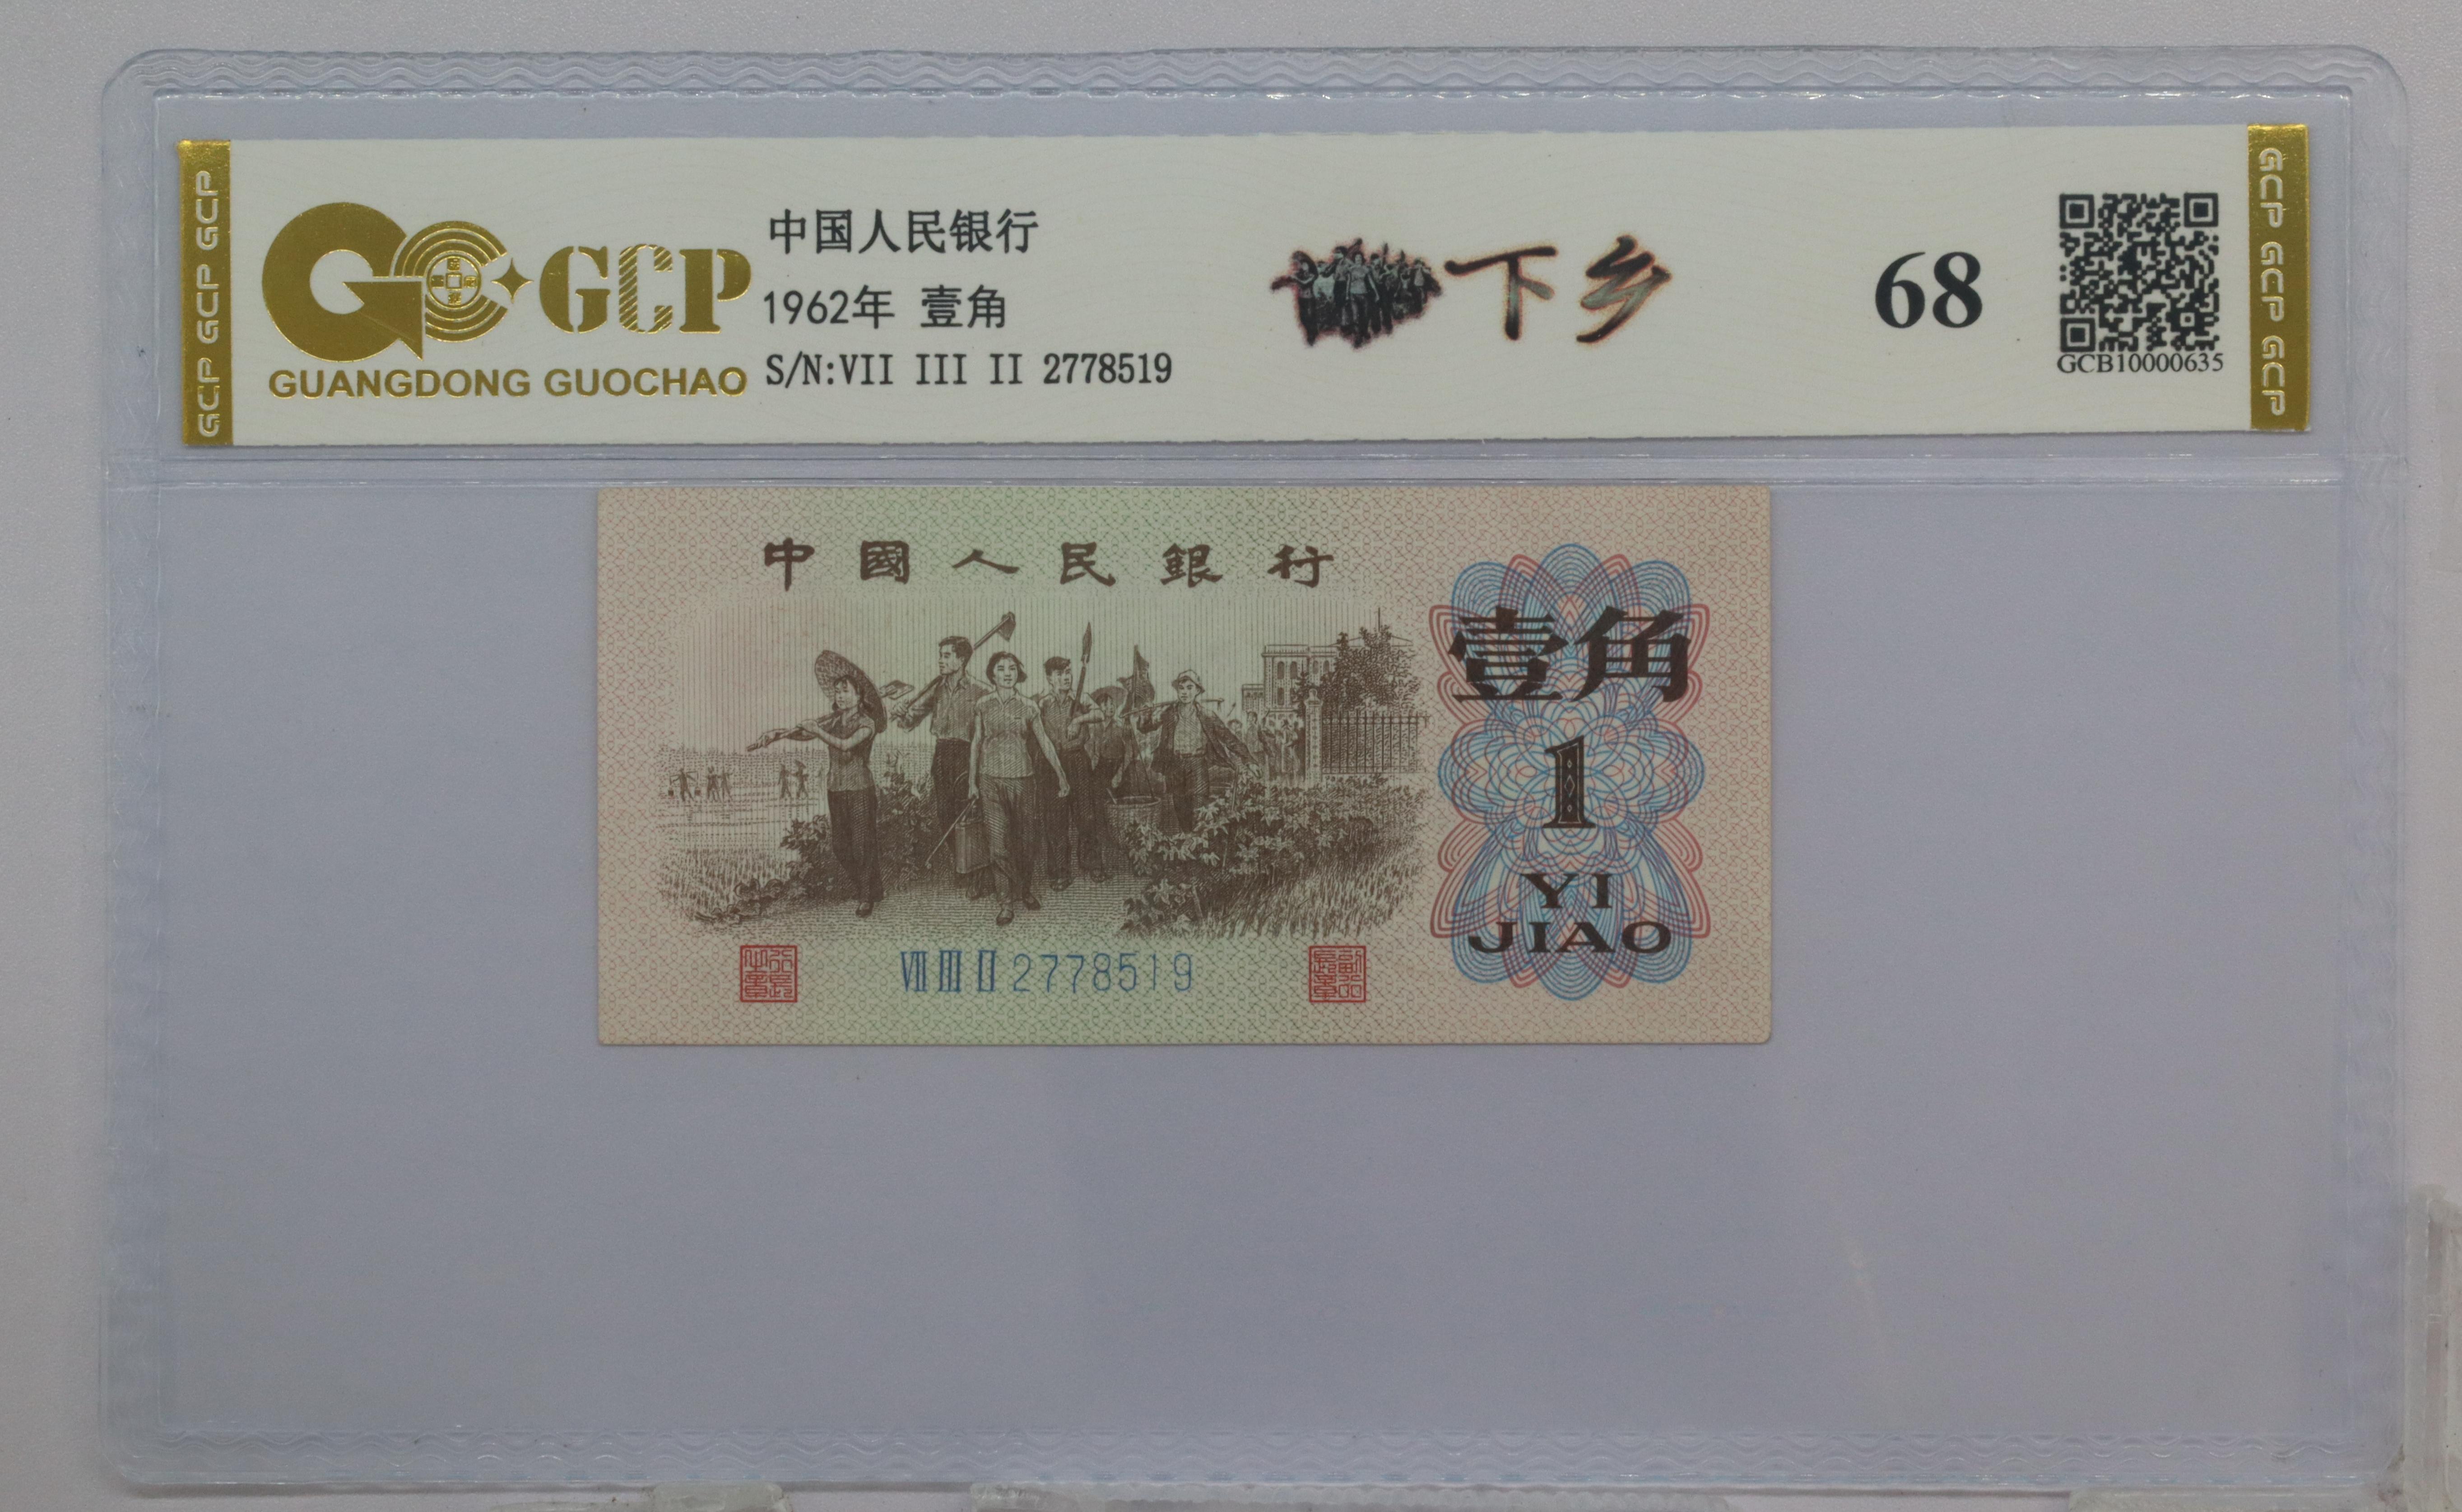 GCP GCP GCP
GCP
GUANGDONG GUOCHAO
中国人民银行
1962年 壹角
S/N:VII III II 2778519
下乡
68
GCB10000635
GCP GCP GCP
中國人民銀行
壹角
1
YI
JIAO
VII III II 2778519